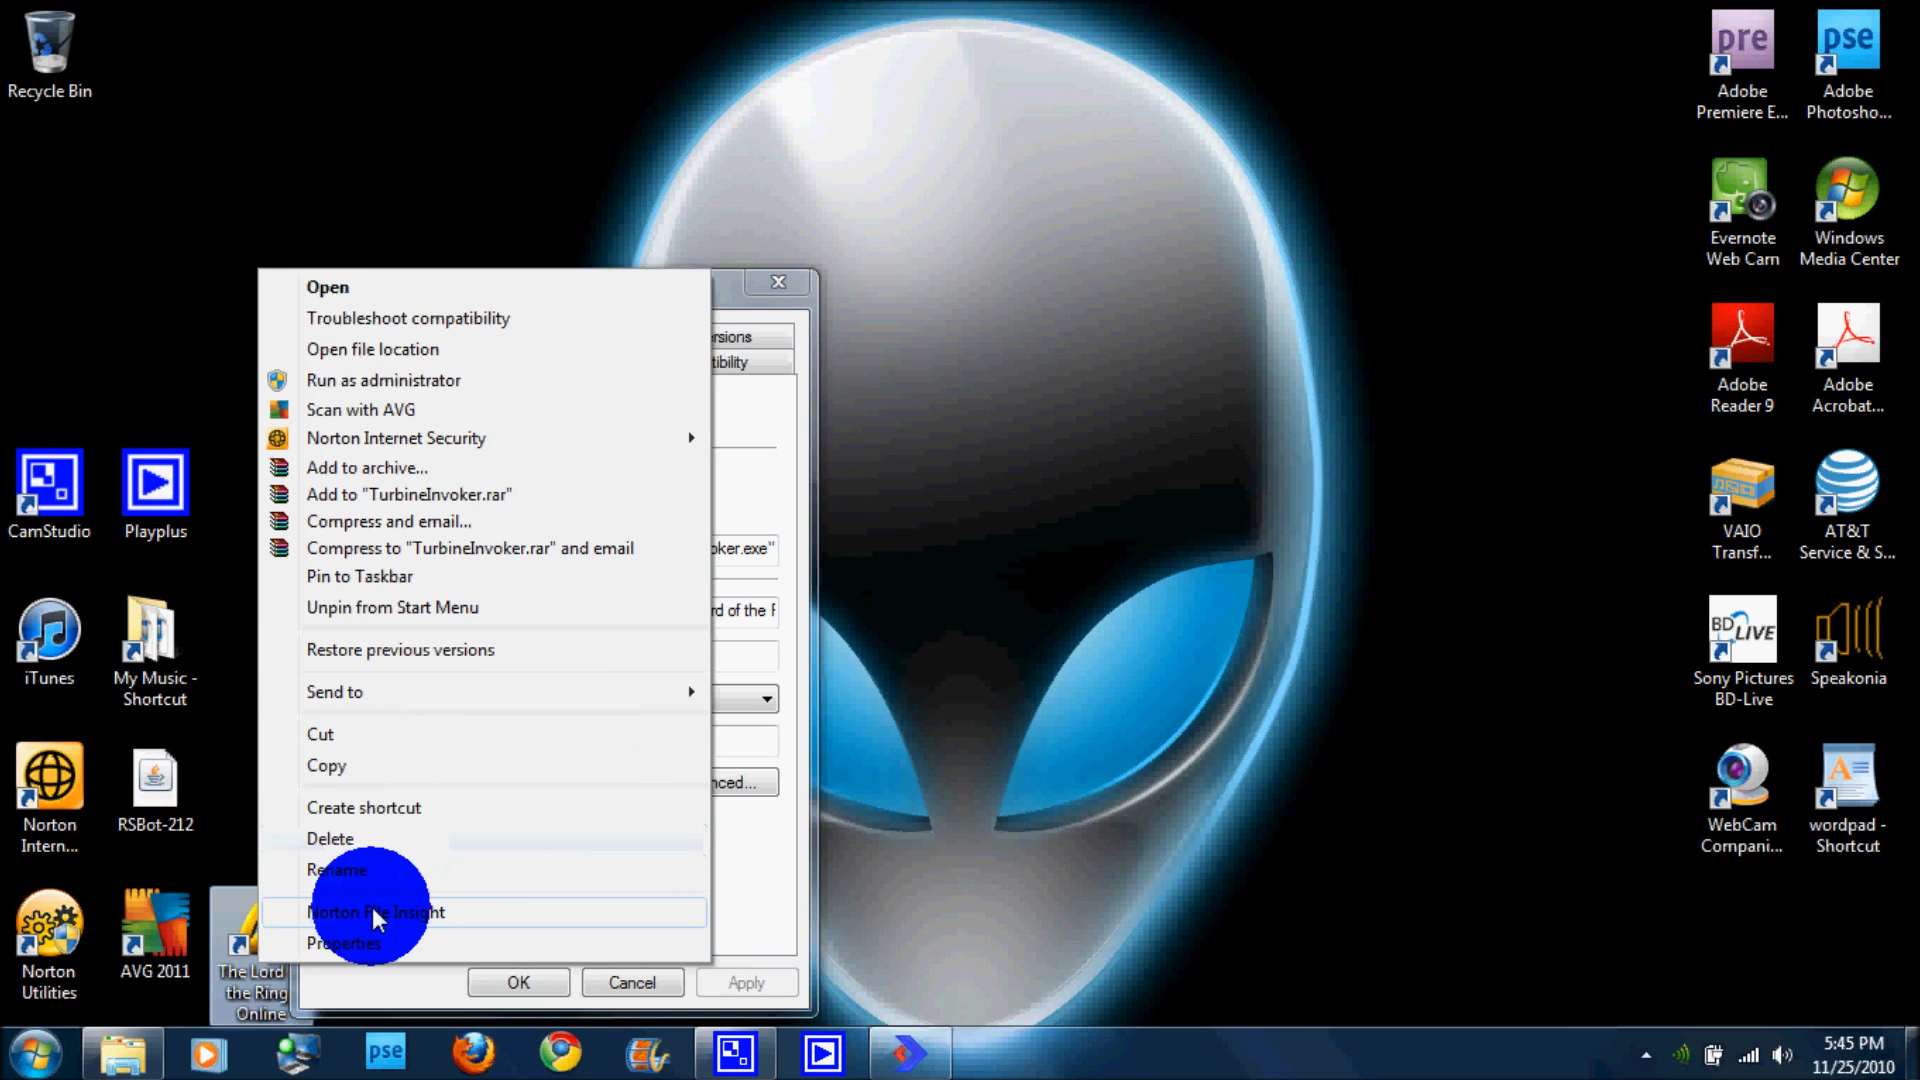 Recycle Bin
pre
pse
Adobe
Premiere E...
Adobe
Photosho...
Evernote
Web Cam
Windows
Media Center
Adobe
Reader 9
Adobe
Acrobat...
VAIO
Transf...
AT&T
Service & S...
BD
LIVE
Sony Pictures
BD-Live
Speakonia
WebCam
Compani...
wordpad -
Shortcut
CamStudio
Playplus
iTunes
My Music -
Shortcut
Norton
Intern...
RSBot-212
Norton
Utilities
AVG 2011
The Lord
the Ring
Online
Open
Troubleshoot compatibility
Open file location
Run as administrator
Scan with AVG
Norton Internet Security
Add to archive...
Add to "TurbineInvoker.rar"
Compress and email...
Compress to "TurbineInvoker.rar" and email
Pin to Taskbar
Unpin from Start Menu
Restore previous versions
Send to
Cut
Copy
Create shortcut
Delete
Rename
Norton File Insight
Properties
rsions
tibility
oker.exe"
rd of the F
nced...
OK
Cancel
Apply
pse
5:45 PM
11/25/2010